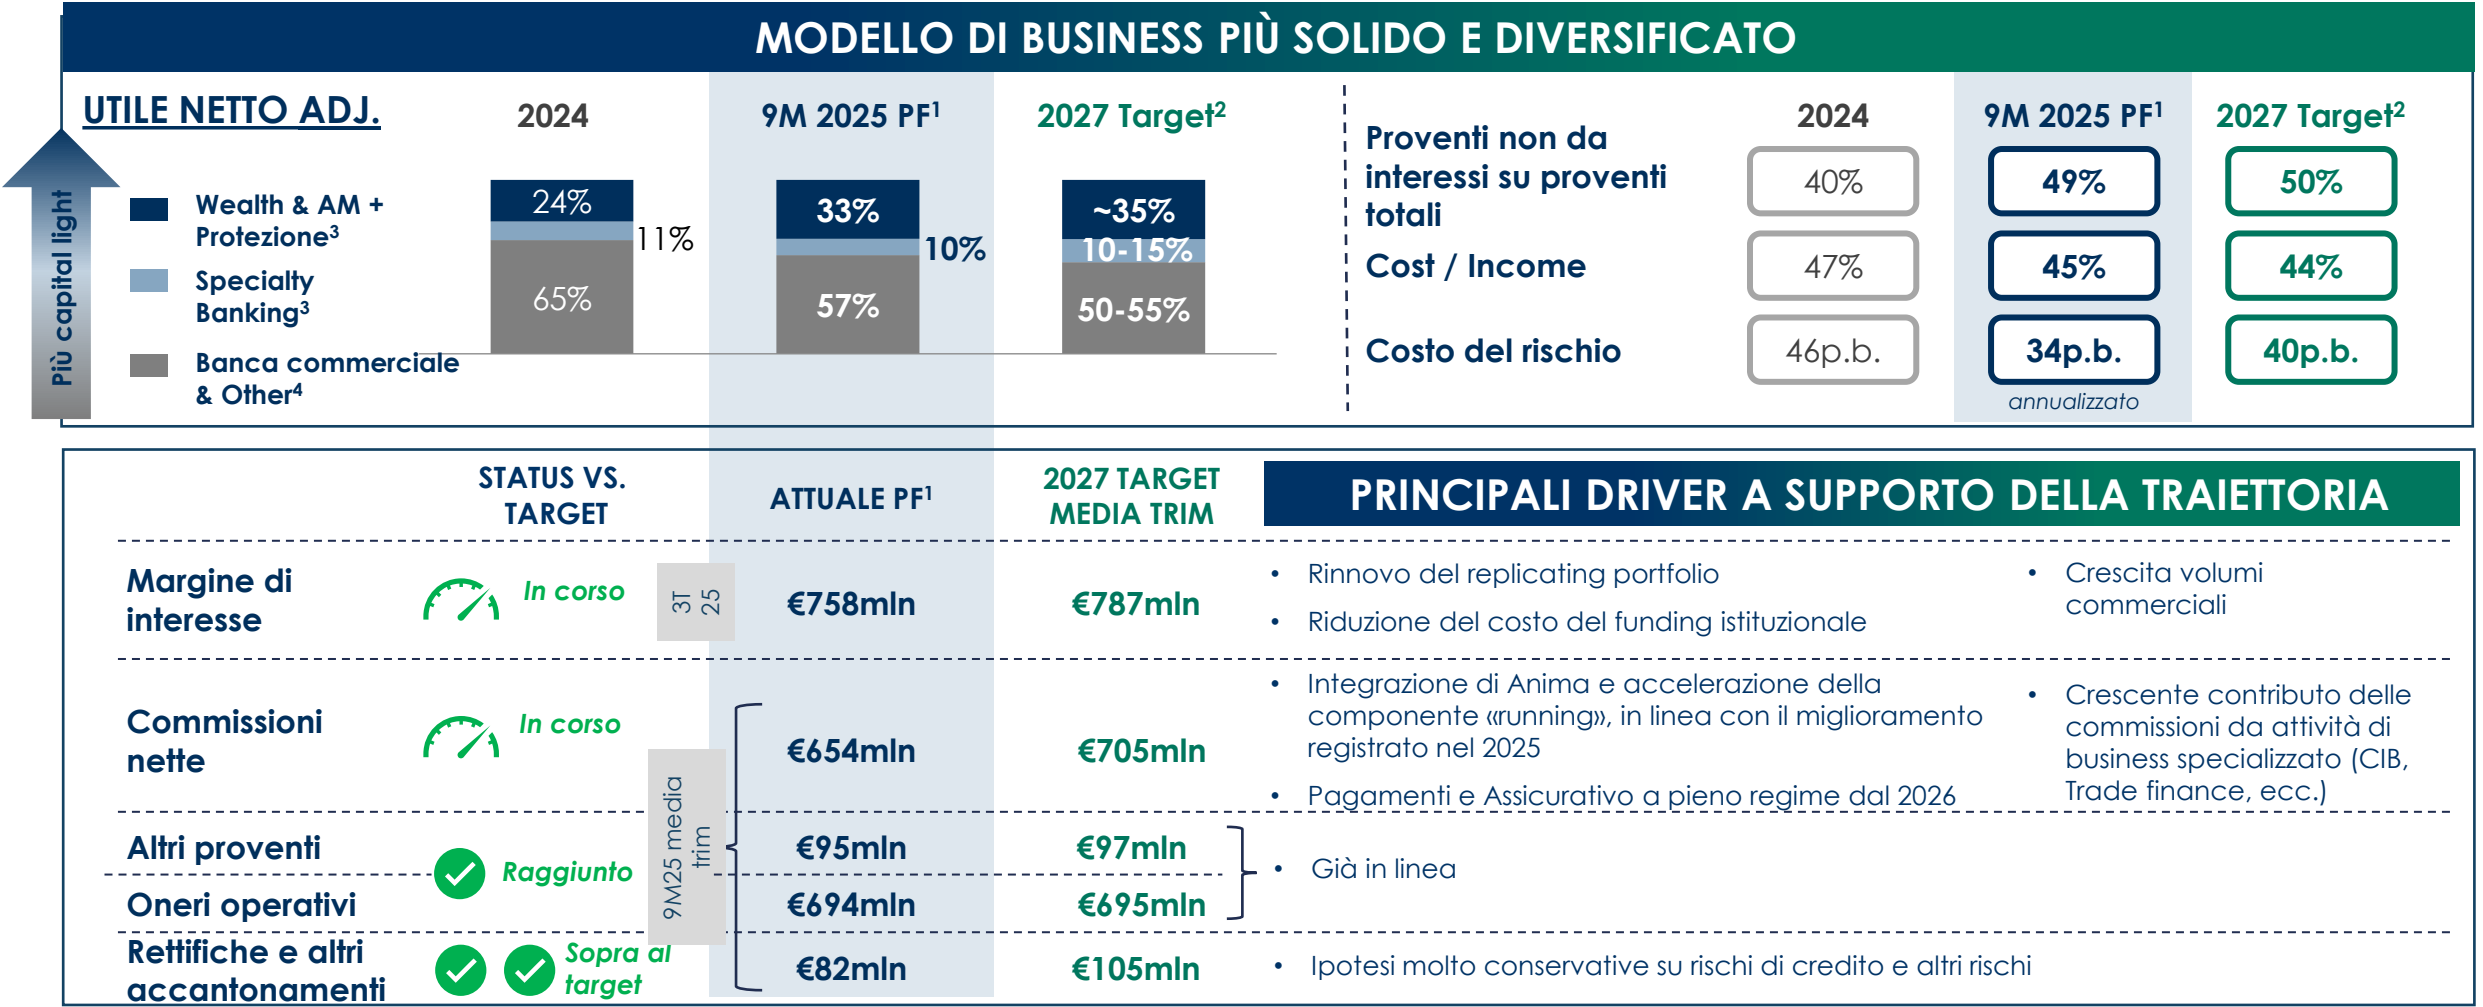 MODELLO DI BUSINESS PIÙ SOLIDO E DIVERSIFICATO
UTILE NETTO ADJ.
2024
9M 2025 PF¹
2027 Target²
Più capital light
Wealth & AM +
Protezione³
Specialty
Banking³
Banca commerciale
& Other⁴
24%
11%
65%
33%
10%
57%
~35%
10-15%
50-55%
2024
9M 2025 PF¹
2027 Target²
Proventi non da
interessi su proventi
totali
40%
49%
50%
Cost / Income
47%
45%
44%
Costo del rischio
46p.b.
34p.b.
40p.b.
annualizzato
STATUS VS.
TARGET
ATTUALE PF¹
2027 TARGET
MEDIA TRIM
PRINCIPALI DRIVER A SUPPORTO DELLA TRAIETTORIA
Margine di
interesse
In corso
3T
25
€758mln
€787mln
• Rinnovo del replicating portfolio
• Riduzione del costo del funding istituzionale
• Crescita volumi
commerciali
Commissioni
nette
In corso
9M25 media
trim
€654mln
€705mln
• Integrazione di Anima e accelerazione della
componente «running», in linea con il miglioramento
registrato nel 2025
• Pagamenti e Assicurativo a pieno regime dal 2026
• Crescente contributo delle
commissioni da attività di
business specializzato (CIB,
Trade finance, ecc.)
Altri proventi
€95mln
€97mln
Raggiunto
• Già in linea
Oneri operativi
€694mln
€695mln
Rettifiche e altri
accantonamenti
Sopra al
target
€82mln
€105mln
• Ipotesi molto conservative su rischi di credito e altri rischi